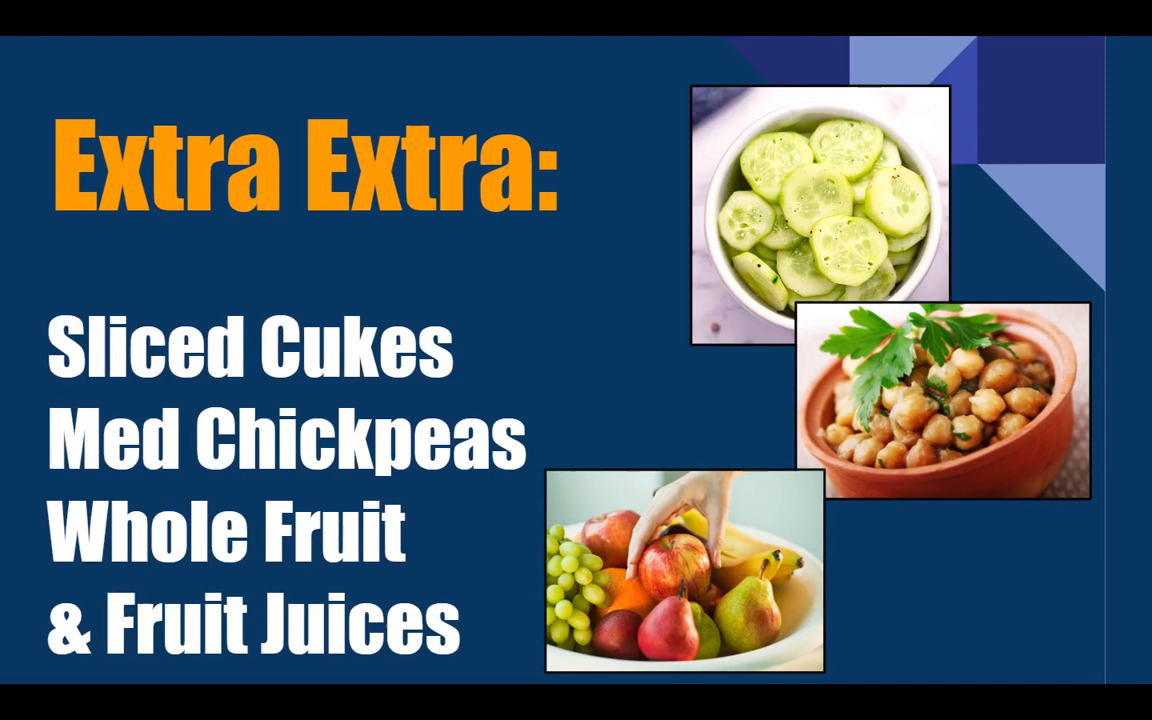 Extra Extra:
Sliced Cukes
Med Chickpeas
Whole Fruit
& Fruit Juices